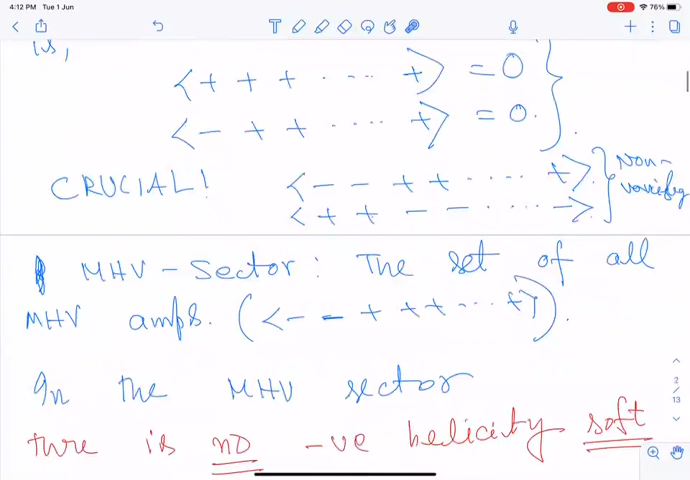 4:12 PM Tue 1 Jun
76%
is,
<+ + + ..... +> = 0
<- + + ..... +> = 0.
CRUCIAL! <- - + + ..... +> Non-
<+ + - - ..... -> vanishing
MHV-Sector: The set of all
MHV amps. (<- - + + + ... +>).
In the MHV sector
2
13
there is no -ve helicity soft